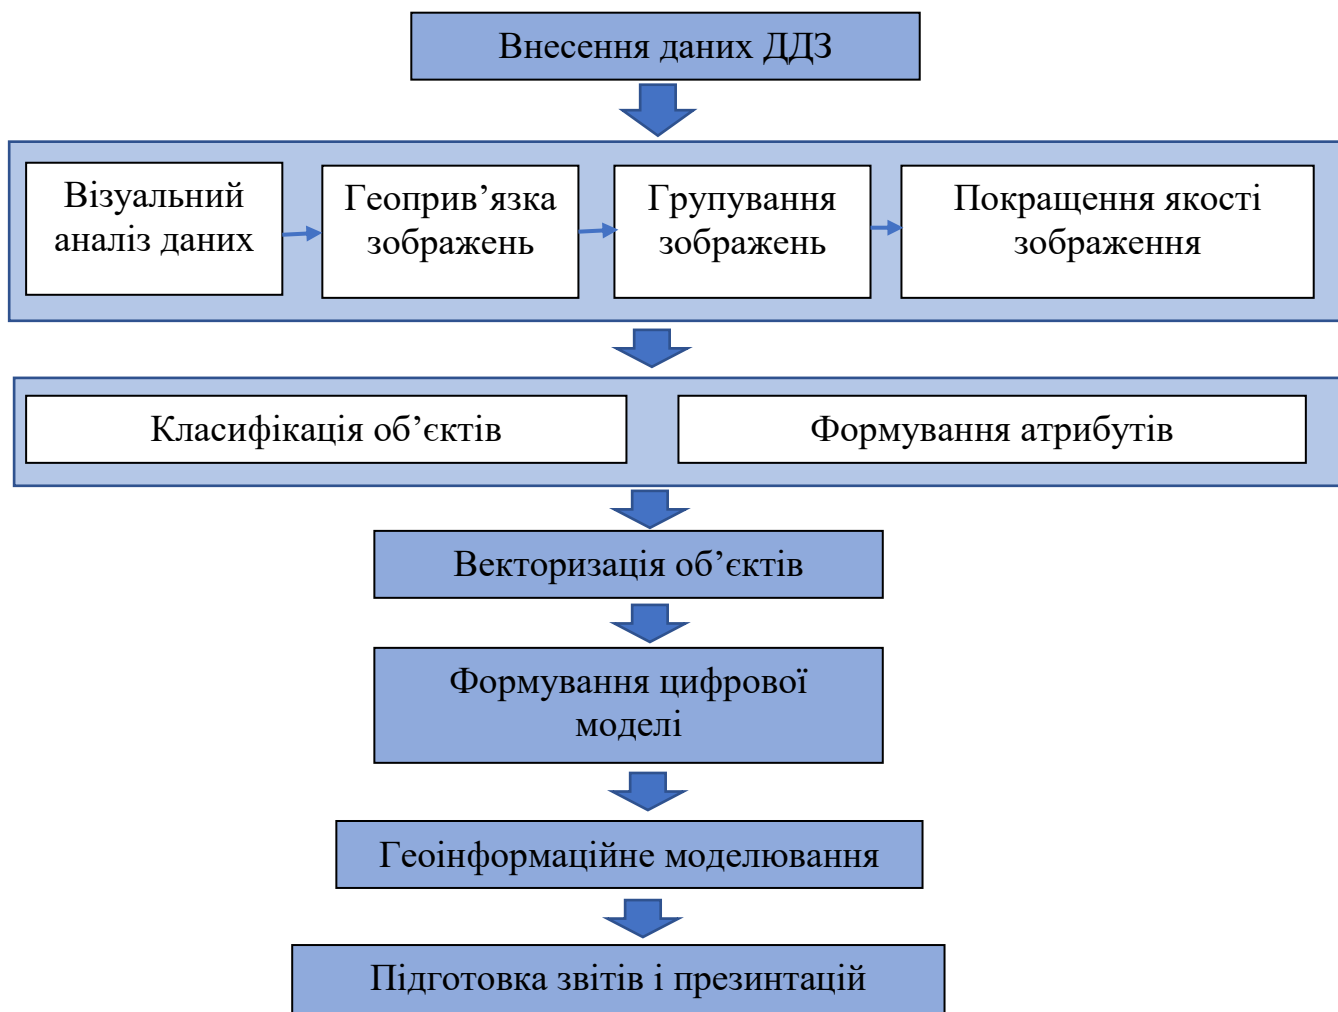 Внесення даних ДДЗ
Візуальний
аналіз даних
Геоприв’язка
зображень
Групування
зображень
Покращення якості
зображення
Класифікація об’єктів
Формування атрибутів
Векторизація об’єктів
Формування цифрової
моделі
Геоінформаційне моделювання
Підготовка звітів і презинтацій